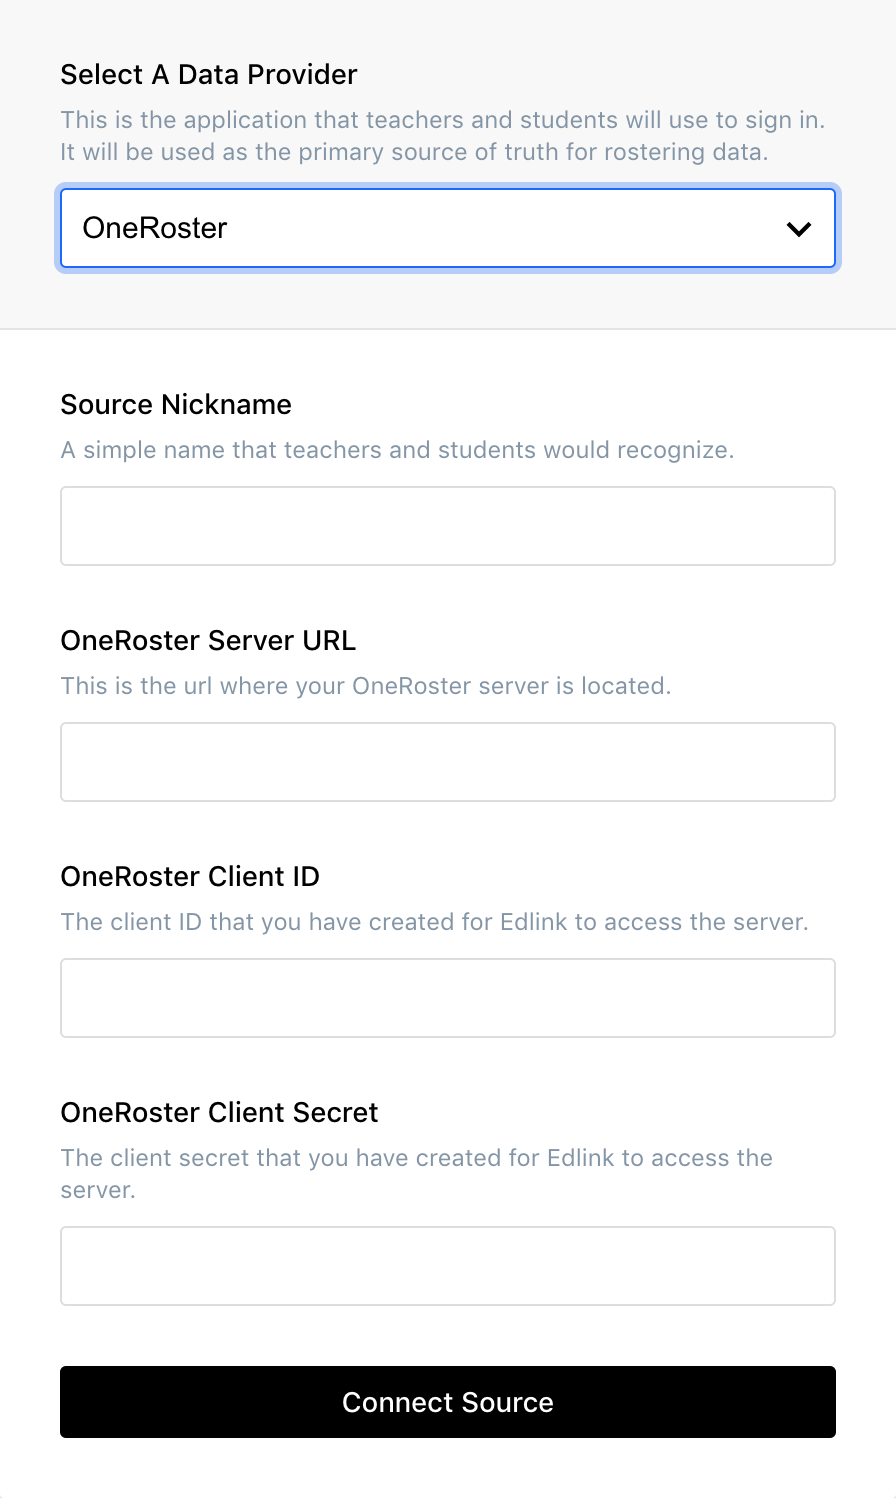 Select A Data Provider
This is the application that teachers and students will use to sign in.
It will be used as the primary source of truth for rostering data.
OneRoster
Source Nickname
A simple name that teachers and students would recognize.
OneRoster Server URL
This is the url where your OneRoster server is located.
OneRoster Client ID
The client ID that you have created for Edlink to access the server.
OneRoster Client Secret
The client secret that you have created for Edlink to access the
server.
Connect Source